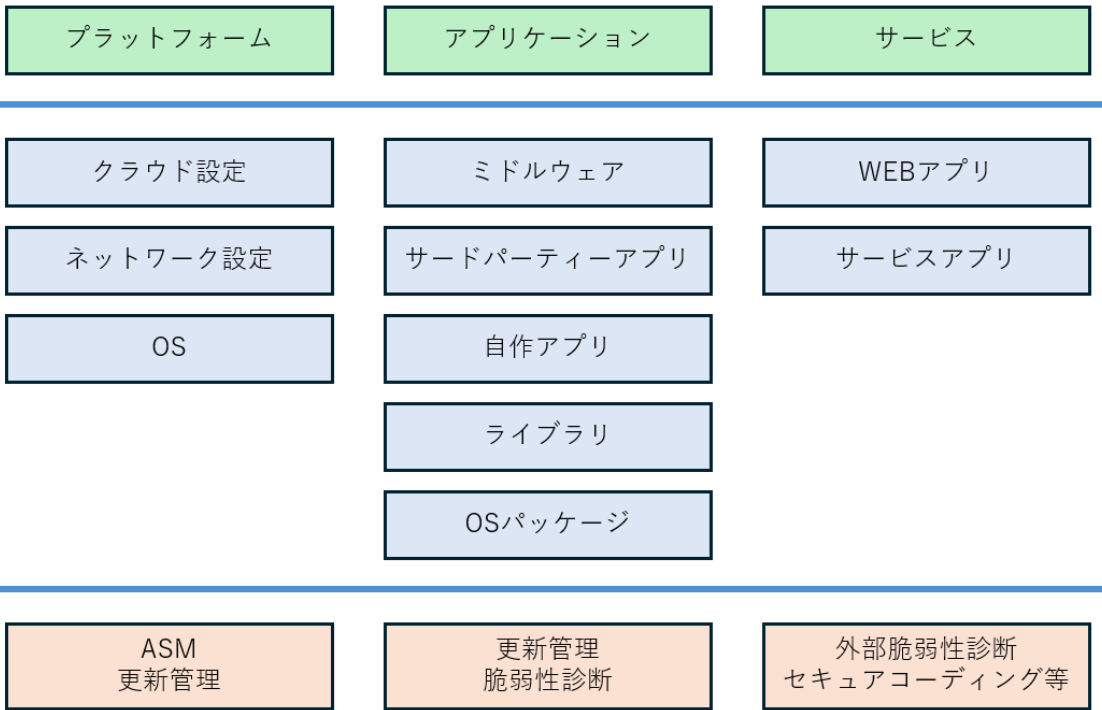 プラットフォーム
アプリケーション
サービス
クラウド設定
ミドルウェア
WEBアプリ
ネットワーク設定
サードパーティーアプリ
サービスアプリ
OS
自作アプリ
ライブラリ
OSパッケージ
ASM
更新管理
更新管理
脆弱性診断
外部脆弱性診断
セキュアコーディング等